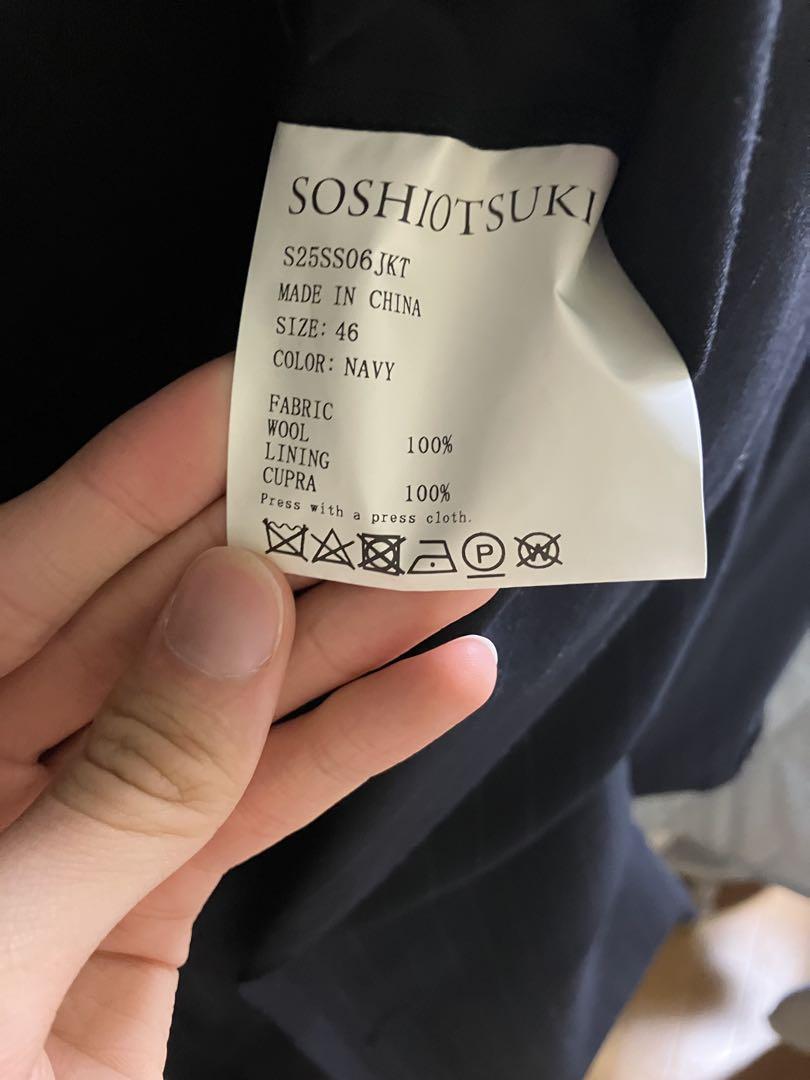 SOSHIOTSUKI
S25SS06JKT
MADE IN CHINA
SIZE: 46
COLOR: NAVY
FABRIC
WOOL 100%
LINING
CUPRA 100%
Press with a press cloth.
P W